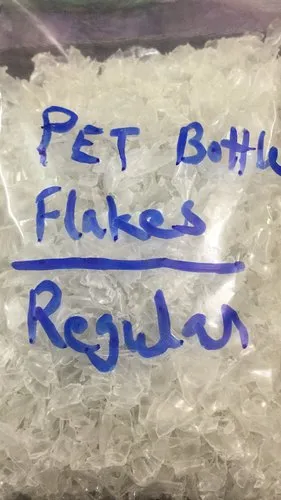 PET Bottle
Flakes
Regular